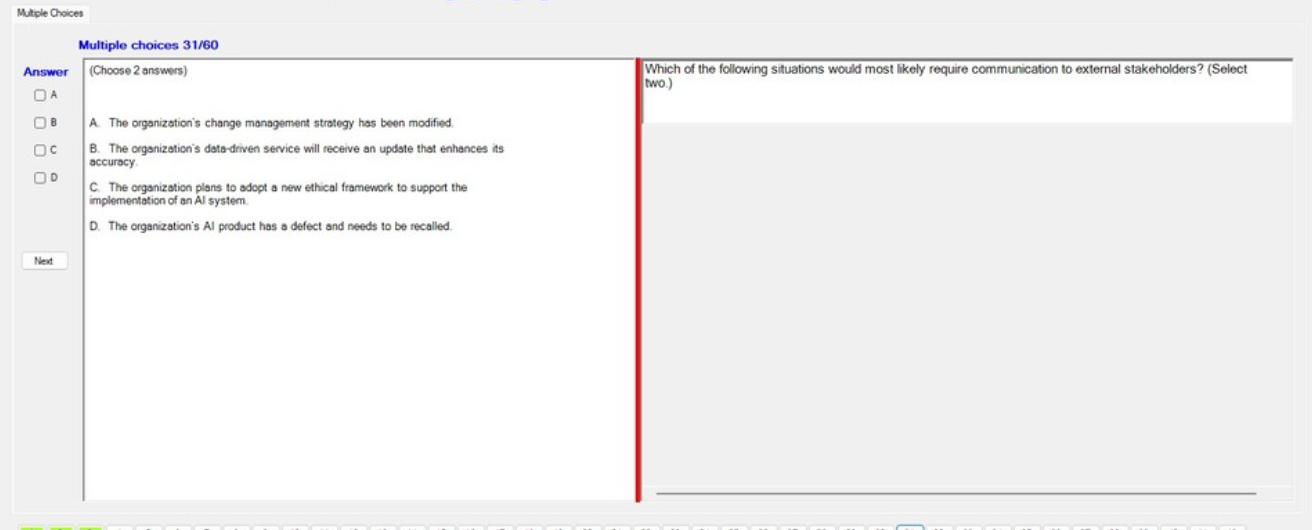 Multiple Choices
Multiple choices 31/60
Answer
A
B
C
D
Next
(Choose 2 answers)
A. The organization's change management strategy has been modified.
B. The organization's data-driven service will receive an update that enhances its
accuracy.
C. The organization plans to adopt a new ethical framework to support the
implementation of an AI system.
D. The organization's AI product has a defect and needs to be recalled.
Which of the following situations would most likely require communication to external stakeholders? (Select
two.)